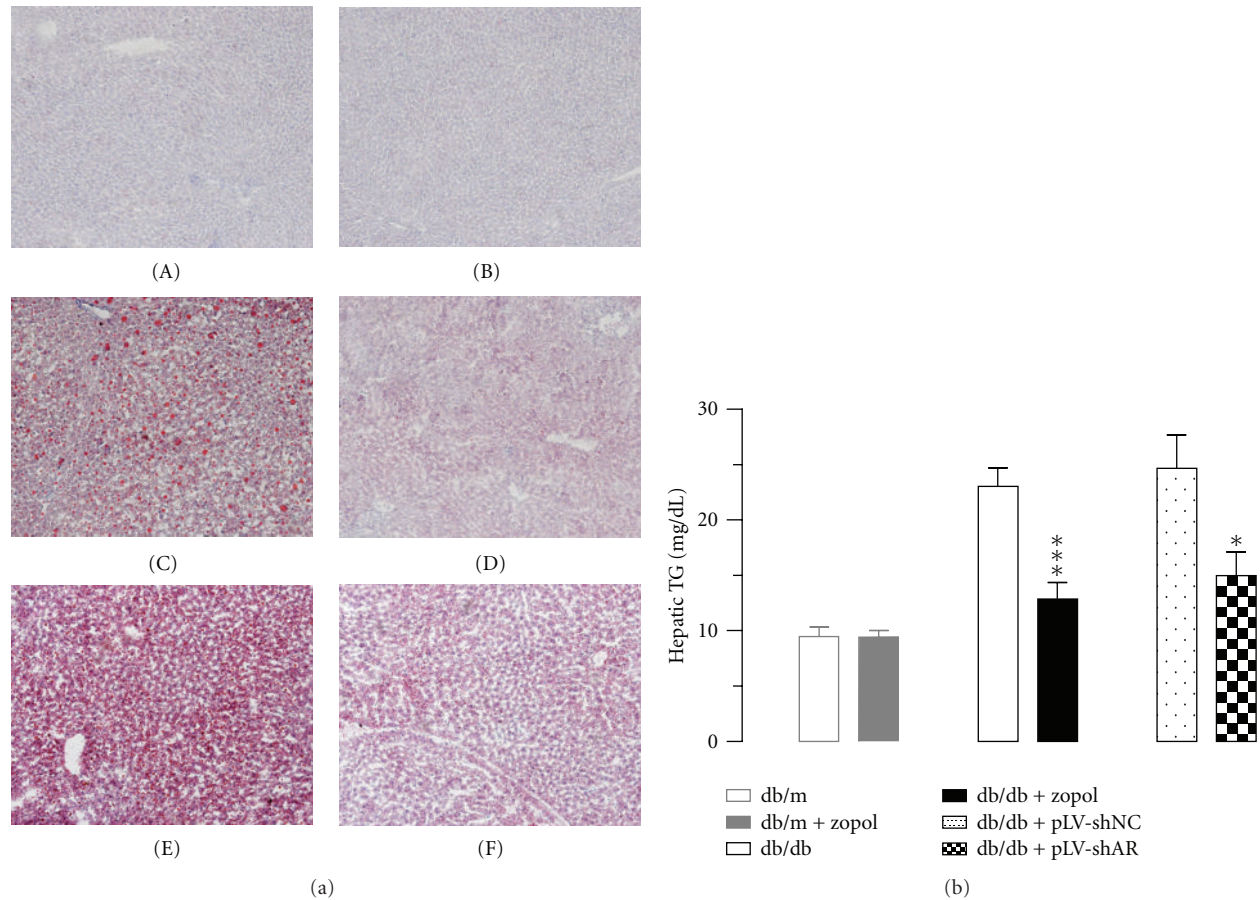 (A)
(B)
(C)
(D)
(E)
(F)
(a)
Hepatic TG (mg/dL)
30
20
10
0
***
*
db/m
db/m + zopol
db/db
db/db + zopol
db/db + pLV-shNC
db/db + pLV-shAR
(b)